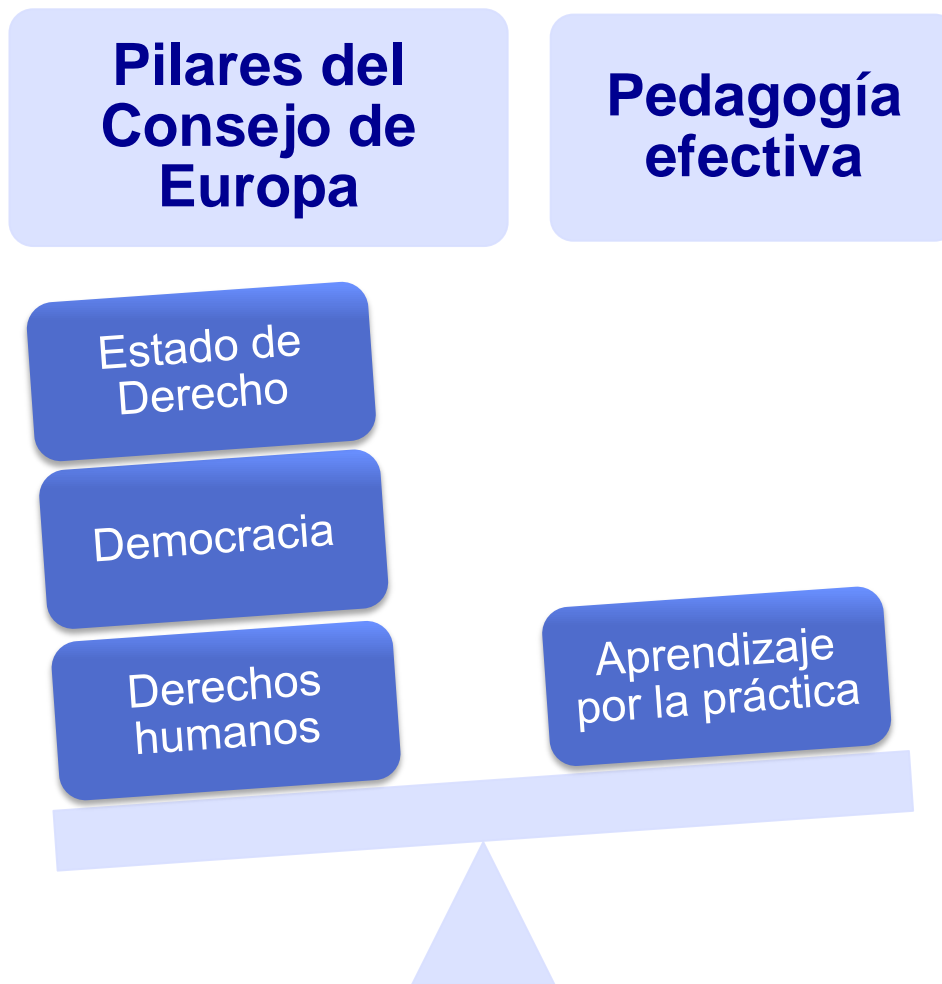 Pilares del
Consejo de
Europa
Pedagogía
efectiva
Estado de
Derecho
Democracia
Derechos
humanos
Aprendizaje
por la práctica